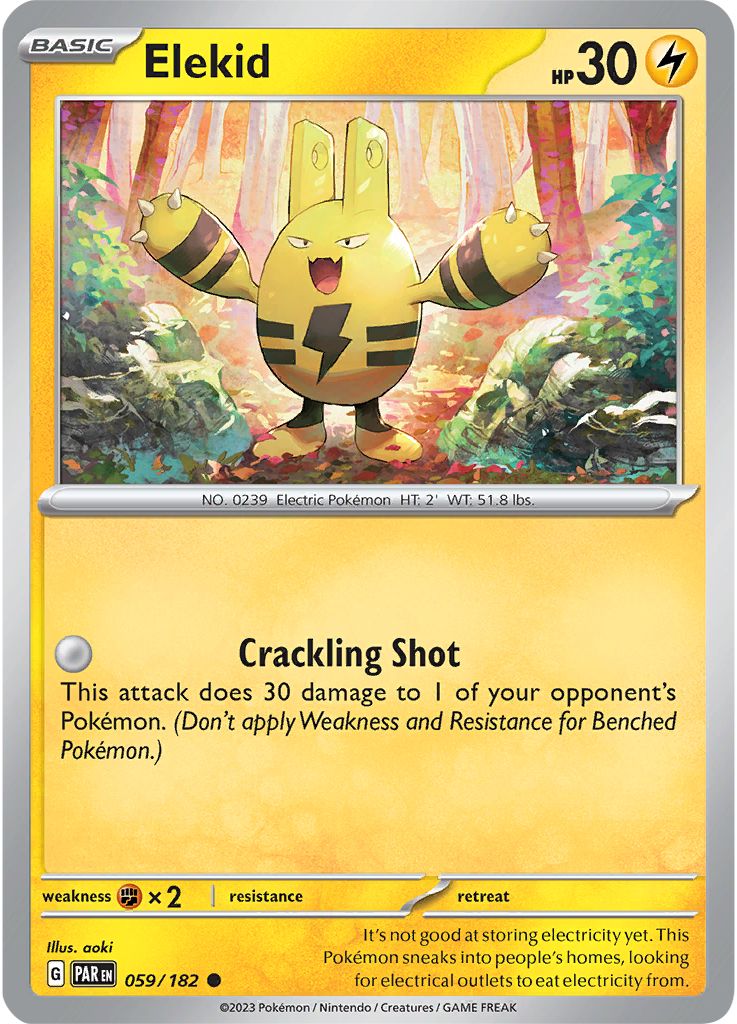 BASIC
Elekid
HP 30
NO. 0239 Electric Pokémon HT: 2' WT: 51.8 lbs.
Crackling Shot
This attack does 30 damage to 1 of your opponent's
Pokémon. (Don't apply Weakness and Resistance for Benched
Pokémon.)
weakness ×2 resistance retreat
Illus. aoki
It's not good at storing electricity yet. This
Pokémon sneaks into people's homes, looking
for electrical outlets to eat electricity from.
G PAR EN 059/182
©2023 Pokémon / Nintendo / Creatures / GAME FREAK